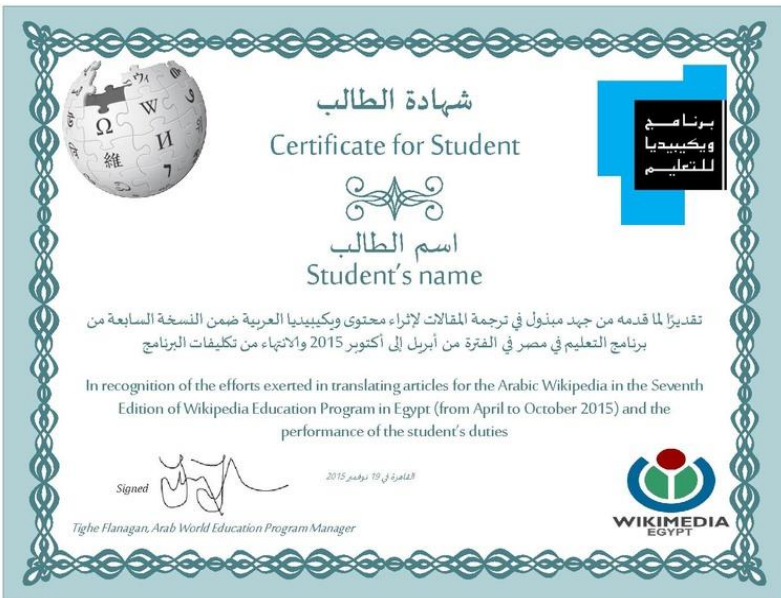 Ω
W
維
И
7
شهادة الطالب
Certificate for Student
برنامج
ويكيبيديا
للتعليم
اسم الطالب
Student's name
تقديرًا لما قدمه من جهد مبذول في ترجمة المقالات لإثراء محتوى ويكيبيديا العربية ضمن النسخة السابعة من
برنامج التعليم في مصر في الفترة من أبريل إلى أكتوبر 2015 والانتهاء من تكليفات البرنامج
In recognition of the efforts exerted in translating articles for the Arabic Wikipedia in the Seventh
Edition of Wikipedia Education Program in Egypt (from April to October 2015) and the
performance of the student's duties
القاهرة في 19 نوفمبر 2015
Signed
Tighe Flanagan, Arab World Education Program Manager
WIKIMEDIA
EGYPT